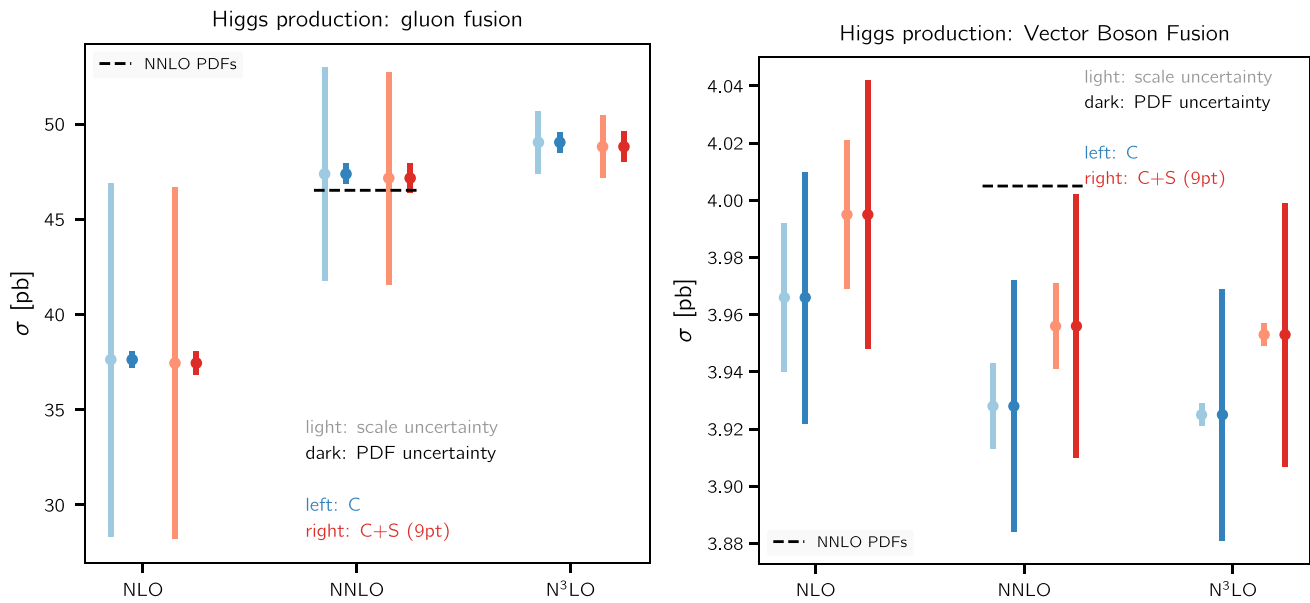 Higgs production: gluon fusion
NNLO PDFs
50
45
40
35
30
σ [pb]
light: scale uncertainty
dark: PDF uncertainty
left: C
right: C+S (9pt)
NLO
NNLO
N³LO
Higgs production: Vector Boson Fusion
light: scale uncertainty
dark: PDF uncertainty
left: C
right: C+S (9pt)
4.04
4.02
4.00
3.98
3.96
3.94
3.92
3.90
3.88
σ [pb]
NNLO PDFs
NLO
NNLO
N³LO